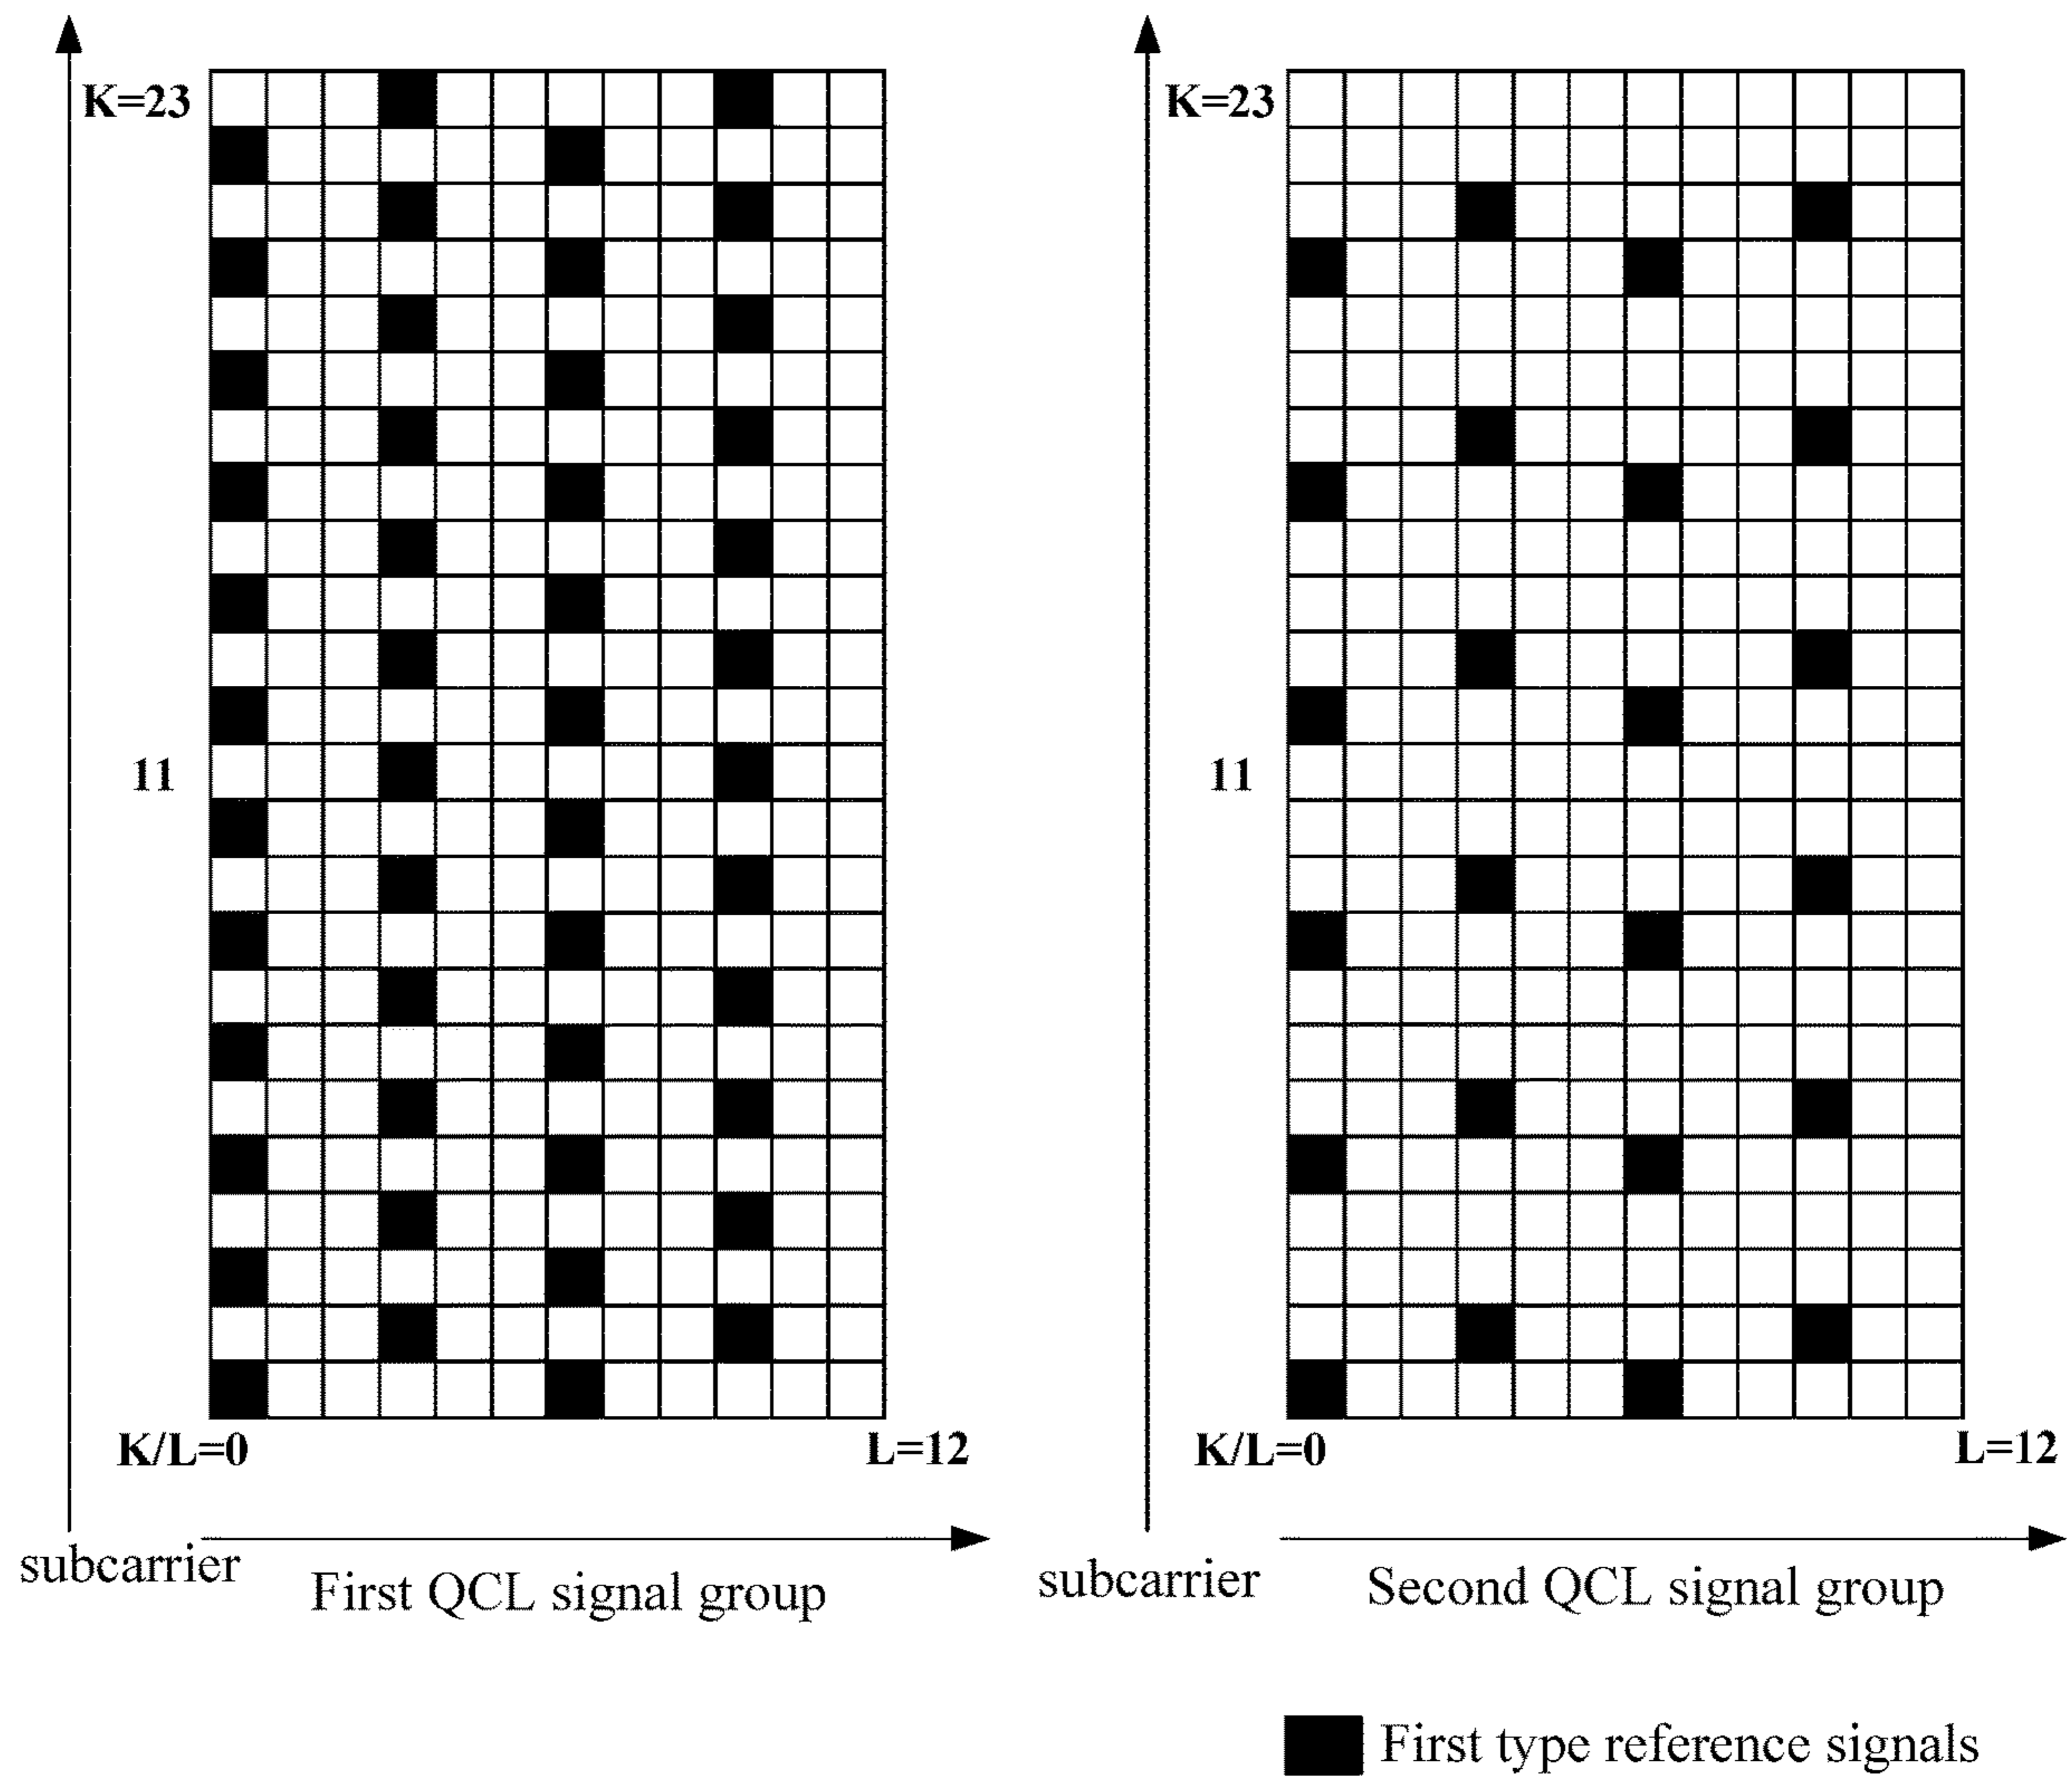 K=23
11
K/L=0
L=12
subcarrier
First QCL signal group
K=23
11
K/L=0
L=12
subcarrier
Second QCL signal group
First type reference signals